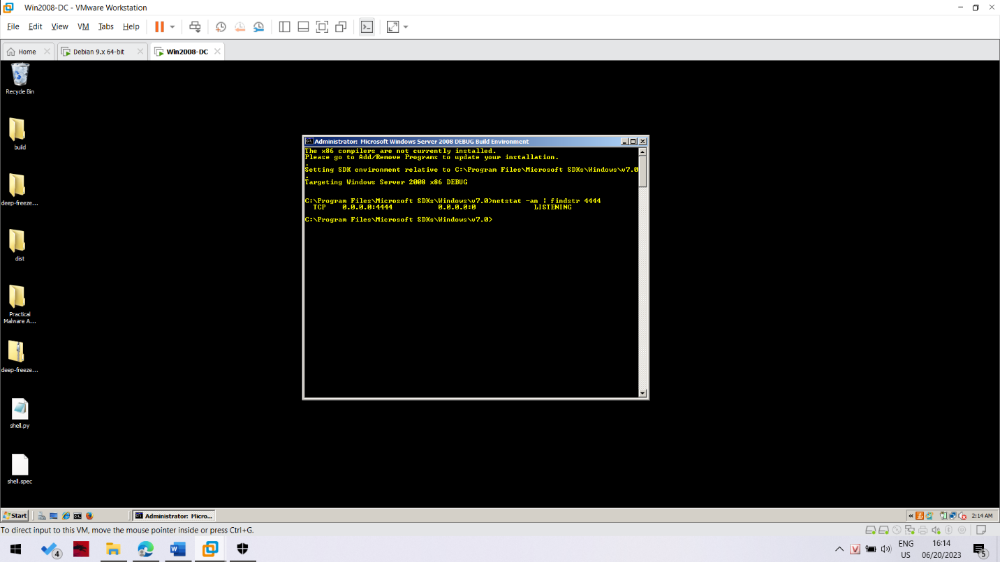 Win2008-DC - VMware Workstation
File Edit View VM Tabs Help
Home Debian 9.x 64-bit Win2008-DC
Recycle Bin
build
deep-freeze...
dist
Practical
Malware A...
deep-freeze...
shell.py
shell.spec
Administrator: Microsoft Windows Server 2008 DEBUG Build Environment
The x86 compilers are not currently installed.
Please go to Add/Remove Programs to update your installation.
.
Setting SDK environment relative to C:\Program Files\Microsoft SDKs\Windows\v7.0
.
Targeting Windows Server 2008 x86 DEBUG
C:\Program Files\Microsoft SDKs\Windows\v7.0>netstat -an | findstr 4444
TCP 0.0.0.0:4444 0.0.0.0:0 LISTENING
C:\Program Files\Microsoft SDKs\Windows\v7.0>
Start Administrator: Micro... « 2:14 AM
To direct input to this VM, move the mouse pointer inside or press Ctrl+G.
4 ENG 16:14 5
US 06/20/2023